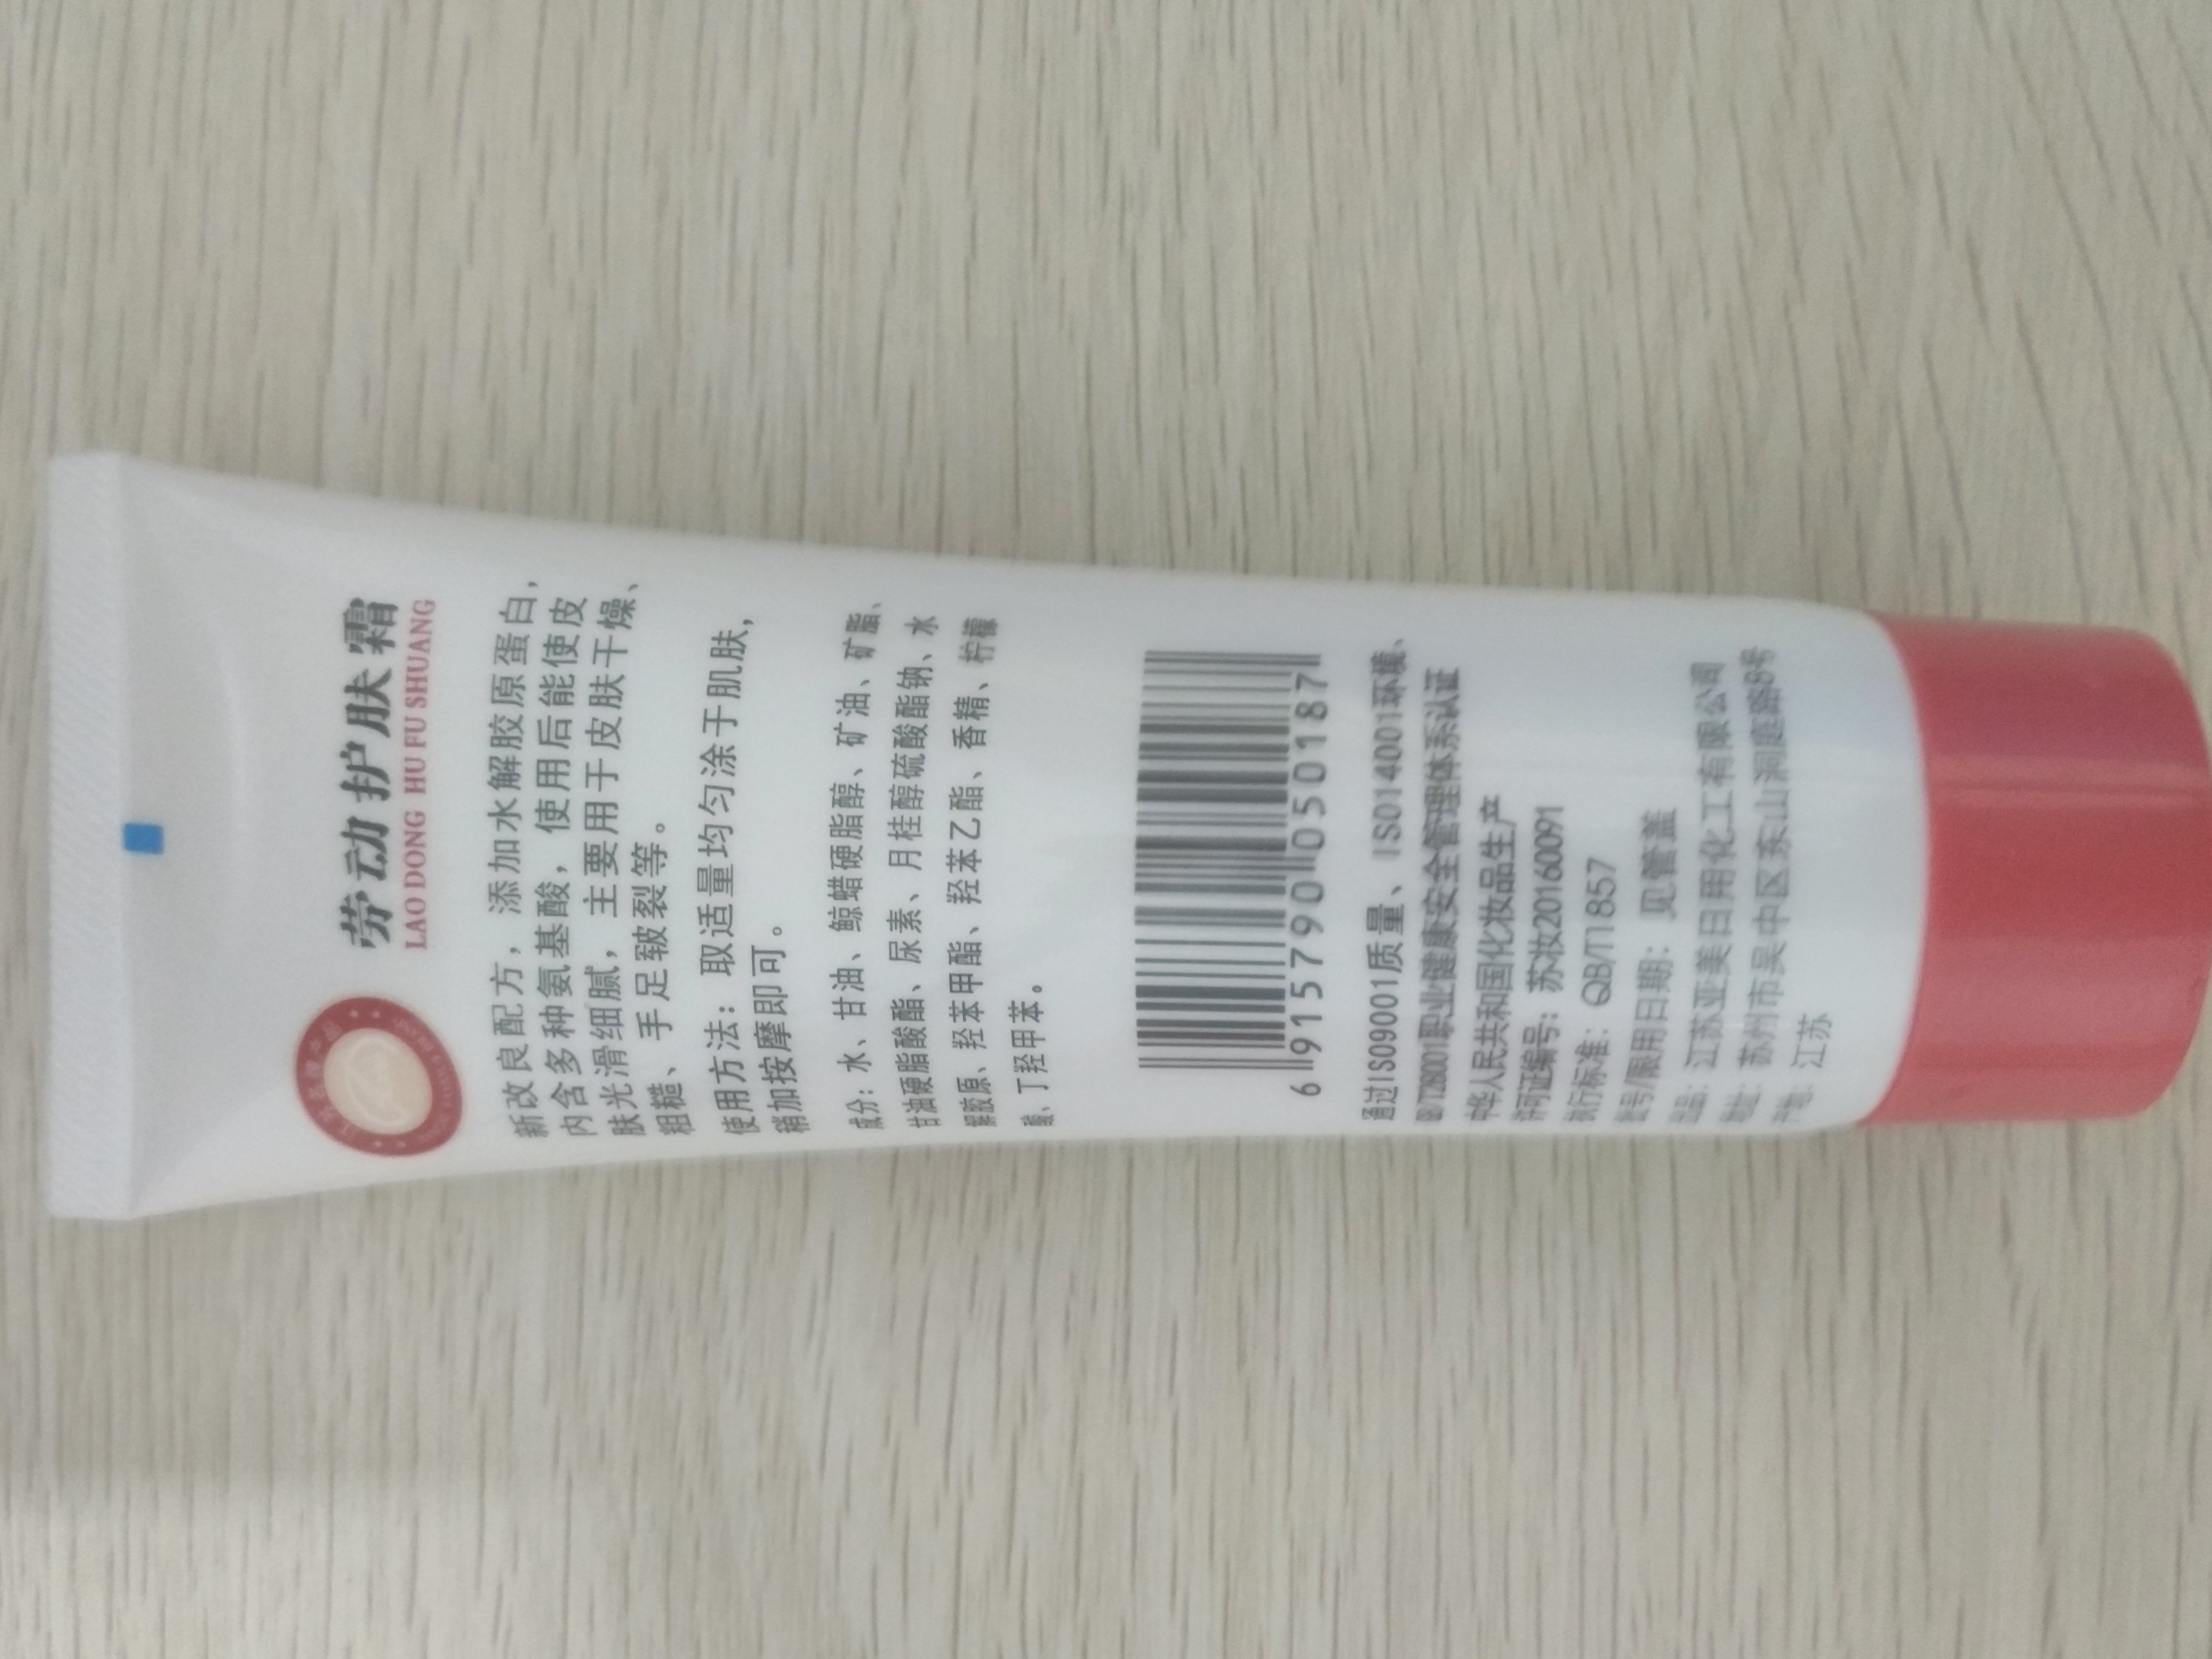 劳动护肤霜
LAO DONG HU FU SHUANG
新改良配方，添加水解胶原蛋白，
内含多种氨基酸，使用后能使皮
肤光滑细腻，主要用于皮肤干燥、
粗糙、手足皲裂等。
使用方法：取适量均匀涂于肌肤，
稍加按摩即可。
成分：水、甘油、鲸蜡硬脂醇、矿油、矿脂、
甘油硬脂酸酯、尿素、月桂醇硫酸酯钠、水
解胶原、羟苯甲酯、羟苯乙酯、香精、柠檬
酸、丁羟甲苯。
6 915790 050187
通过ISO9001质量、ISO14001环境、
GB/T28001职业健康安全管理体系认证
中华人民共和国化妆品生产
许可证编号：苏妆20160091
执行标准：QB/T1857
批号/限用日期：见管盖
出品：江苏亚美日用化工有限公司
地址：苏州市吴中区东山洞庭路8号
产地：江苏